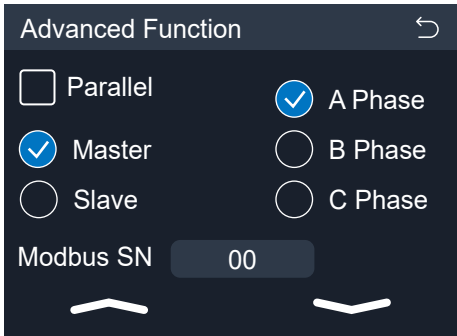 Advanced Function
Parallel
A Phase
Master
B Phase
Slave
C Phase
Modbus SN 00